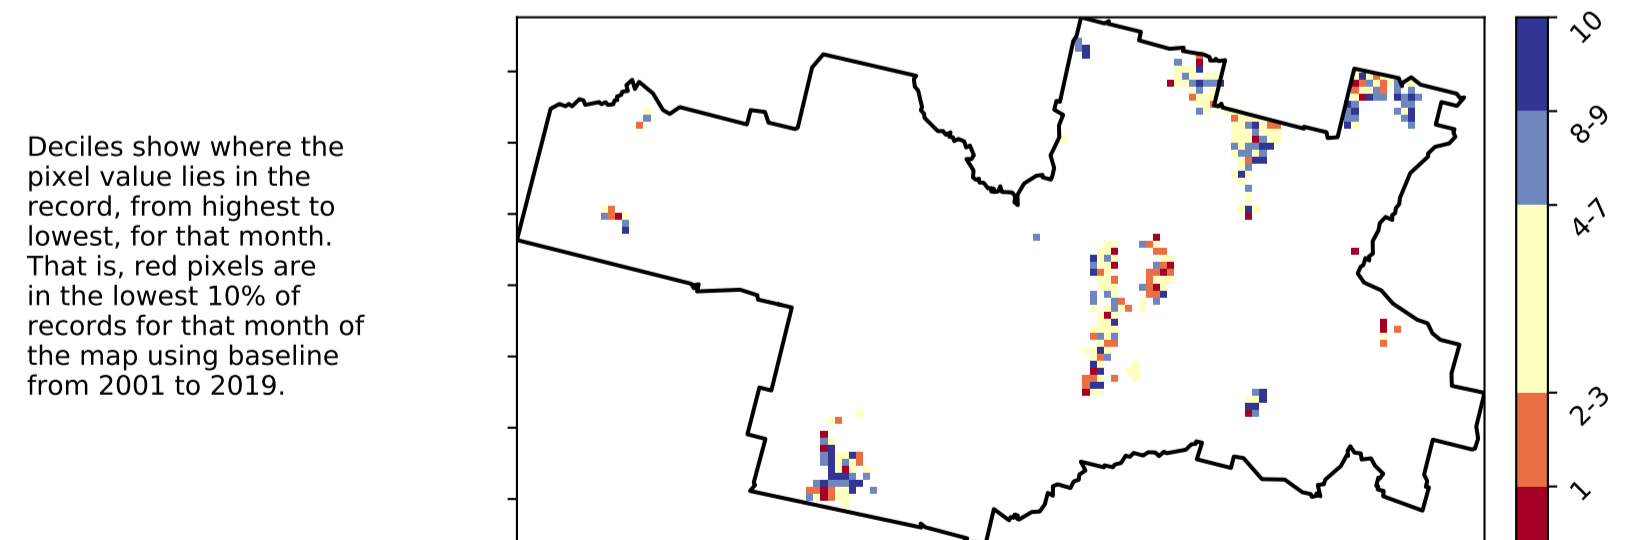 Deciles show where the
pixel value lies in the
record, from highest to
lowest, for that month.
That is, red pixels are
in the lowest 10% of
records for that month of
the map using baseline
from 2001 to 2019.
10
8-9
4-7
2-3
1